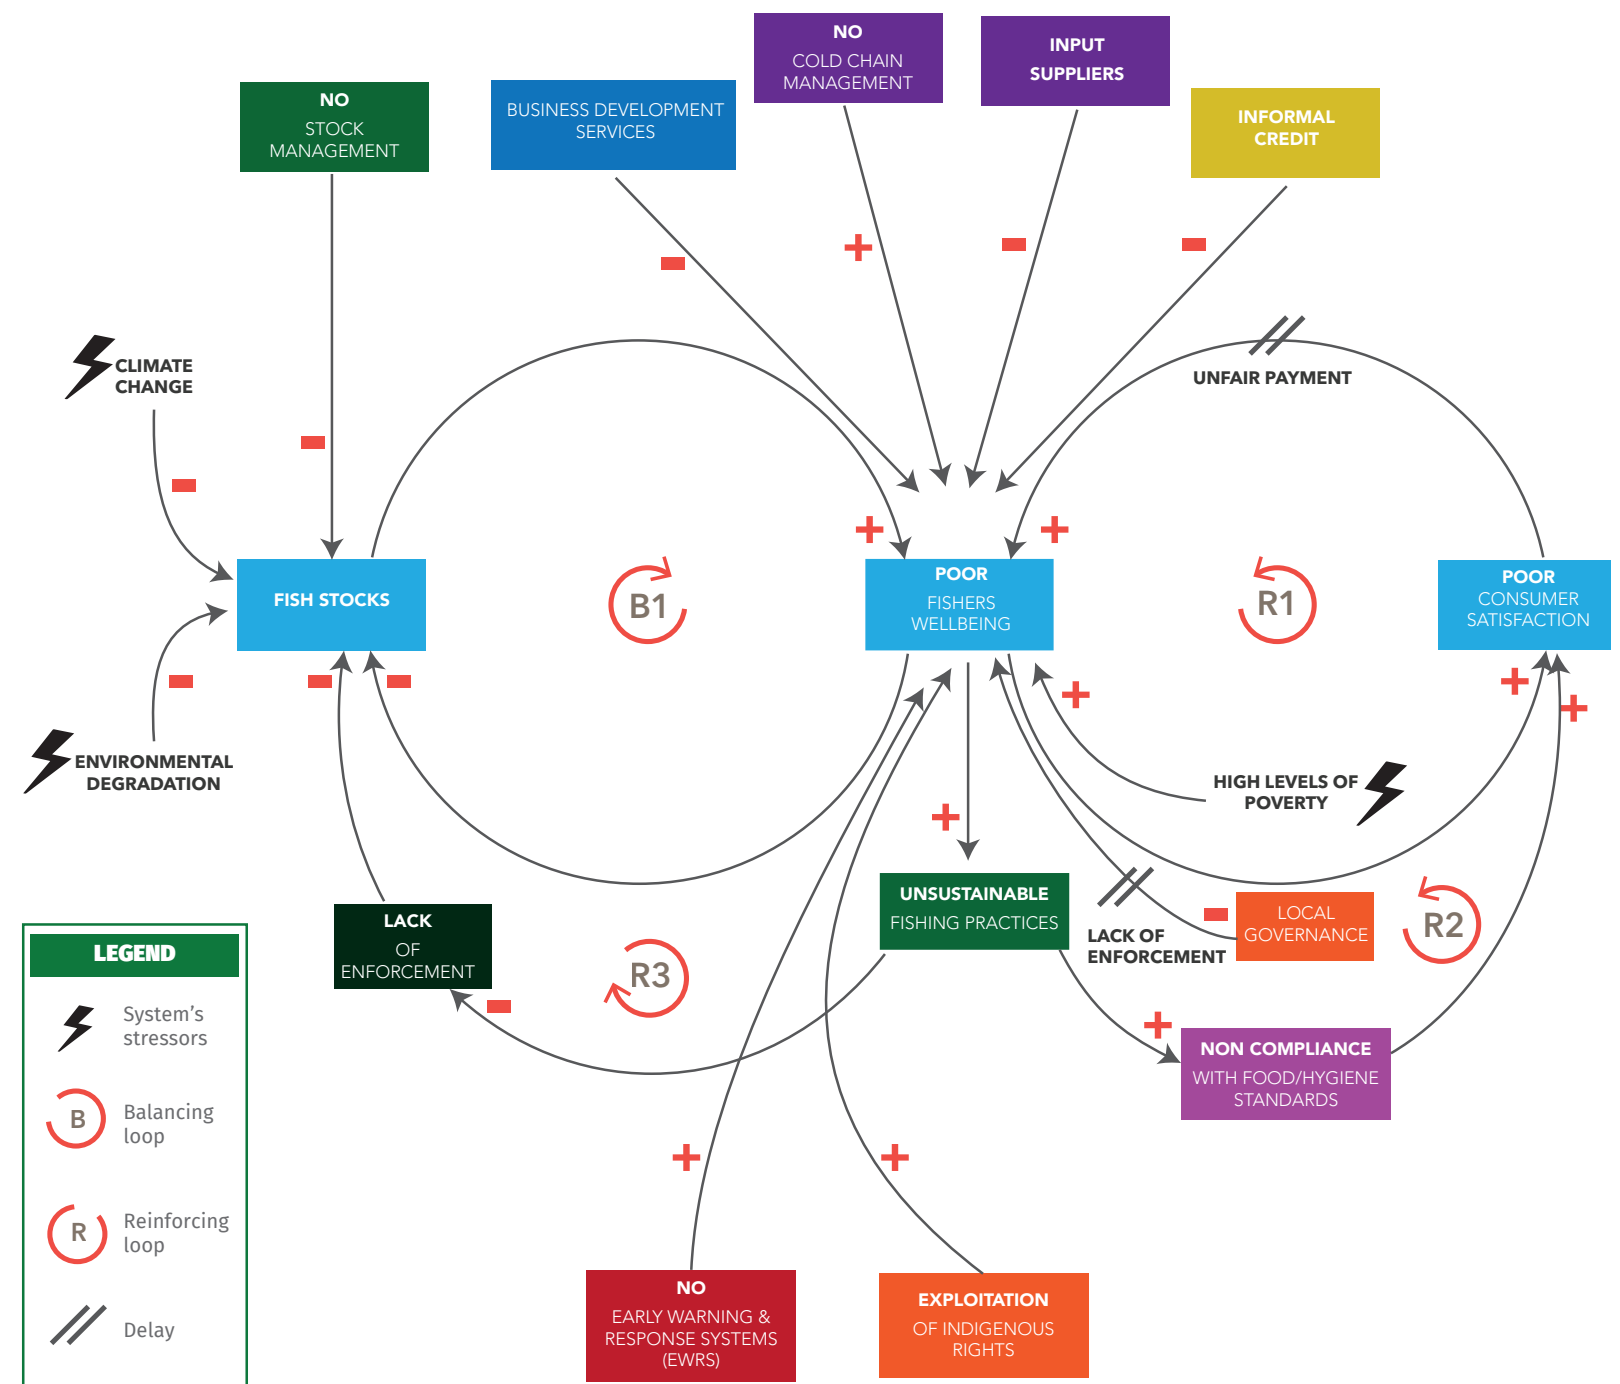 NO
COLD CHAIN
MANAGEMENT
INPUT
SUPPLIERS
NO
STOCK
MANAGEMENT
BUSINESS DEVELOPMENT
SERVICES
INFORMAL
CREDIT
CLIMATE
CHANGE
UNFAIR PAYMENT
FISH STOCKS
B1
POOR
FISHERS
WELLBEING
R1
POOR
CONSUMER
SATISFACTION
ENVIRONMENTAL
DEGRADATION
HIGH LEVELS OF
POVERTY
UNSUSTAINABLE
FISHING PRACTICES
LACK
OF
ENFORCEMENT
R3
LACK OF
ENFORCEMENT
LOCAL
GOVERNANCE
R2
NON COMPLIANCE
WITH FOOD/HYGIENE
STANDARDS
LEGEND
System's
stressors
B
Balancing
loop
R
Reinforcing
loop
Delay
NO
EARLY WARNING &
RESPONSE SYSTEMS
(EWRS)
EXPLOITATION
OF INDIGENOUS
RIGHTS